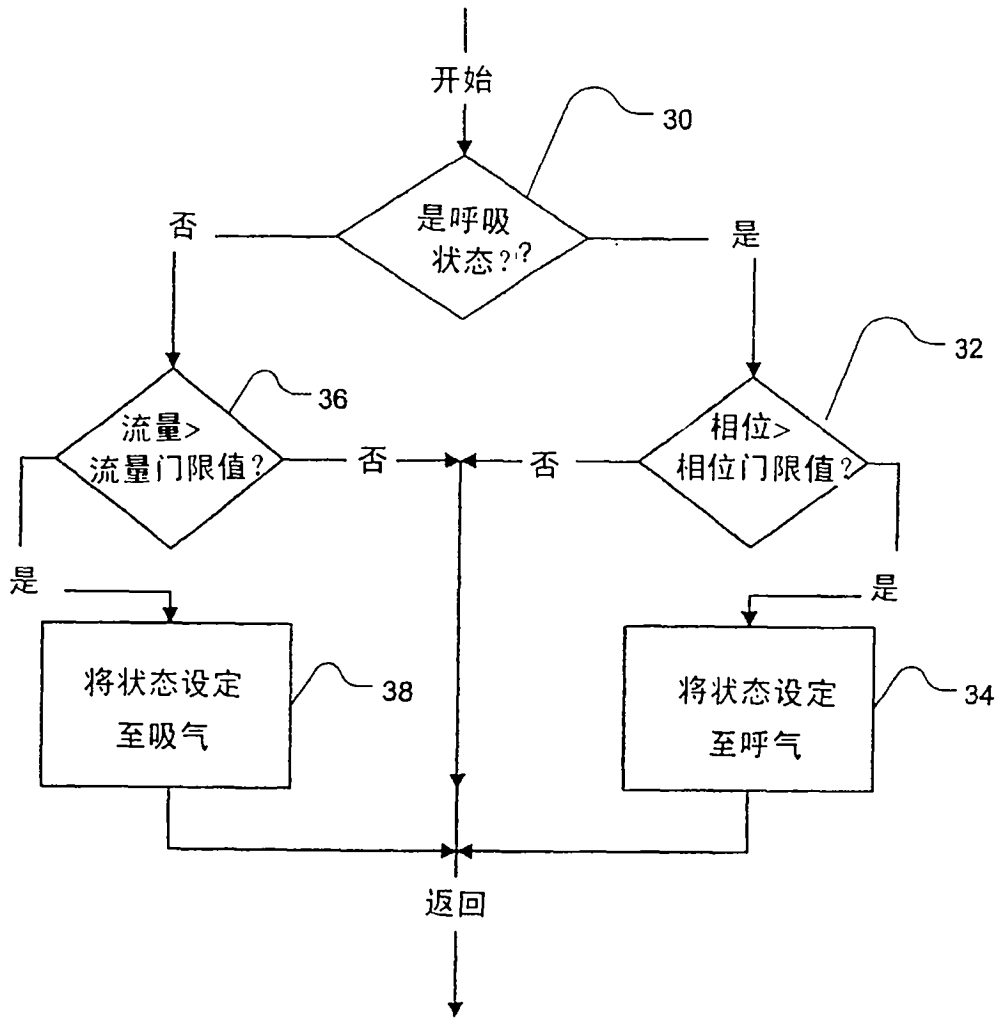 开始
30
是呼吸
状态??
否
是
32
36
流量>
流量门限值?
相位>
相位门限值?
否
否
是
是
将状态设定
至吸气
38
将状态设定
至呼气
34
返回